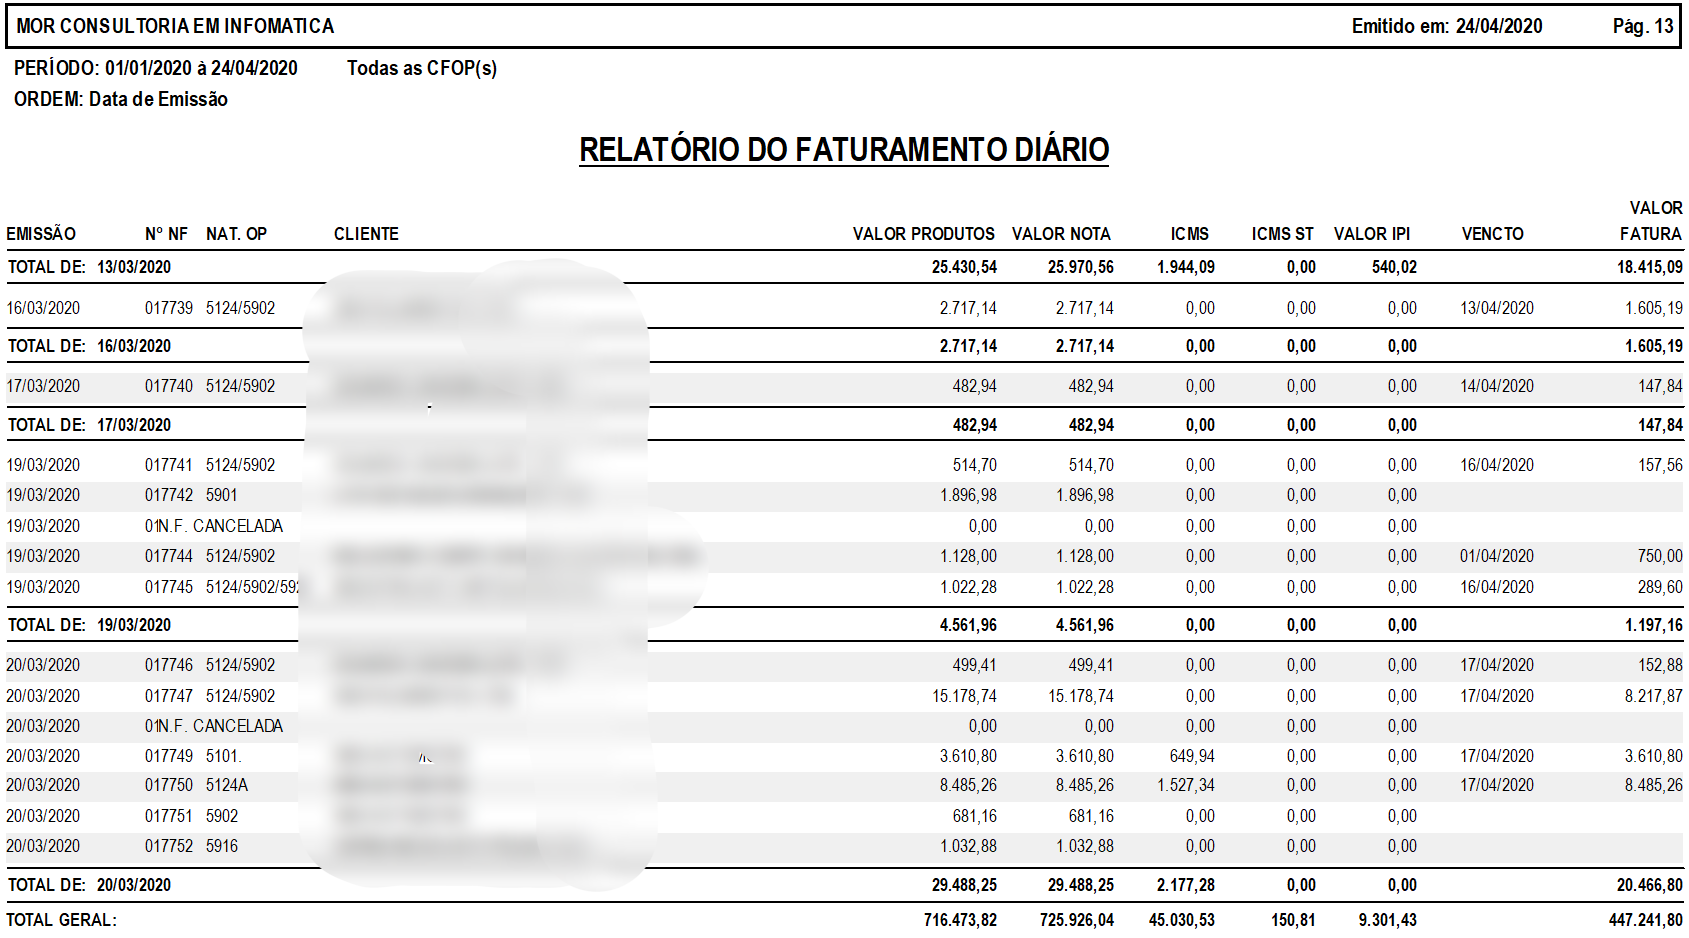 MOR CONSULTORIA EM INFOMATICA Emitido em: 24/04/2020 Pág. 13
PERÍODO: 01/01/2020 à 24/04/2020 Todas as CFOP(s)
ORDEM: Data de Emissão
RELATÓRIO DO FATURAMENTO DIÁRIO
EMISSÃO Nº NF NAT. OP CLIENTE VALOR PRODUTOS VALOR NOTA ICMS ICMS ST VALOR IPI VENCTO VALOR FATURA
TOTAL DE: 13/03/2020 25.430,54 25.970,56 1.944,09 0,00 540,02 18.415,09
16/03/2020 017739 5124/5902 2.717,14 2.717,14 0,00 0,00 0,00 13/04/2020 1.605,19
TOTAL DE: 16/03/2020 2.717,14 2.717,14 0,00 0,00 0,00 1.605,19
17/03/2020 017740 5124/5902 482,94 482,94 0,00 0,00 0,00 14/04/2020 147,84
TOTAL DE: 17/03/2020 482,94 482,94 0,00 0,00 0,00 147,84
19/03/2020 017741 5124/5902 514,70 514,70 0,00 0,00 0,00 16/04/2020 157,56
19/03/2020 017742 5901 1.896,98 1.896,98 0,00 0,00 0,00
19/03/2020 01N.F. CANCELADA 0,00 0,00 0,00 0,00 0,00
19/03/2020 017744 5124/5902 1.128,00 1.128,00 0,00 0,00 0,00 01/04/2020 750,00
19/03/2020 017745 5124/5902/592 1.022,28 1.022,28 0,00 0,00 0,00 16/04/2020 289,60
TOTAL DE: 19/03/2020 4.561,96 4.561,96 0,00 0,00 0,00 1.197,16
20/03/2020 017746 5124/5902 499,41 499,41 0,00 0,00 0,00 17/04/2020 152,88
20/03/2020 017747 5124/5902 15.178,74 15.178,74 0,00 0,00 0,00 17/04/2020 8.217,87
20/03/2020 01N.F. CANCELADA 0,00 0,00 0,00 0,00 0,00
20/03/2020 017749 5101. 3.610,80 3.610,80 649,94 0,00 0,00 17/04/2020 3.610,80
20/03/2020 017750 5124A 8.485,26 8.485,26 1.527,34 0,00 0,00 17/04/2020 8.485,26
20/03/2020 017751 5902 681,16 681,16 0,00 0,00 0,00
20/03/2020 017752 5916 1.032,88 1.032,88 0,00 0,00 0,00
TOTAL DE: 20/03/2020 29.488,25 29.488,25 2.177,28 0,00 0,00 20.466,80
TOTAL GERAL: 716.473,82 725.926,04 45.030,53 150,81 9.301,43 447.241,80